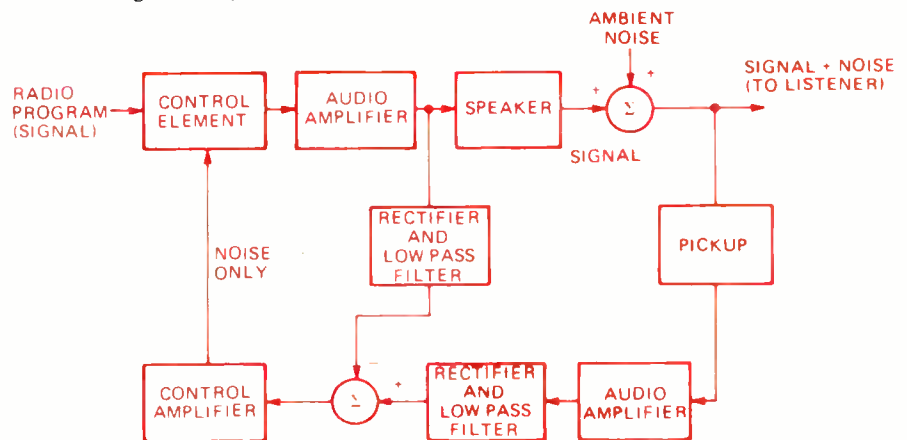 AMBIENT
NOISE
SIGNAL + NOISE
(TO LISTENER)
RADIO
PROGRAM
(SIGNAL)
CONTROL
ELEMENT
AUDIO
AMPLIFIER
SPEAKER
+
+
Σ
SIGNAL
RECTIFIER
AND
LOW PASS
FILTER
PICKUP
NOISE
ONLY
CONTROL
AMPLIFIER
−
Σ
+
RECTIFIER
AND
LOW PASS
FILTER
AUDIO
AMPLIFIER